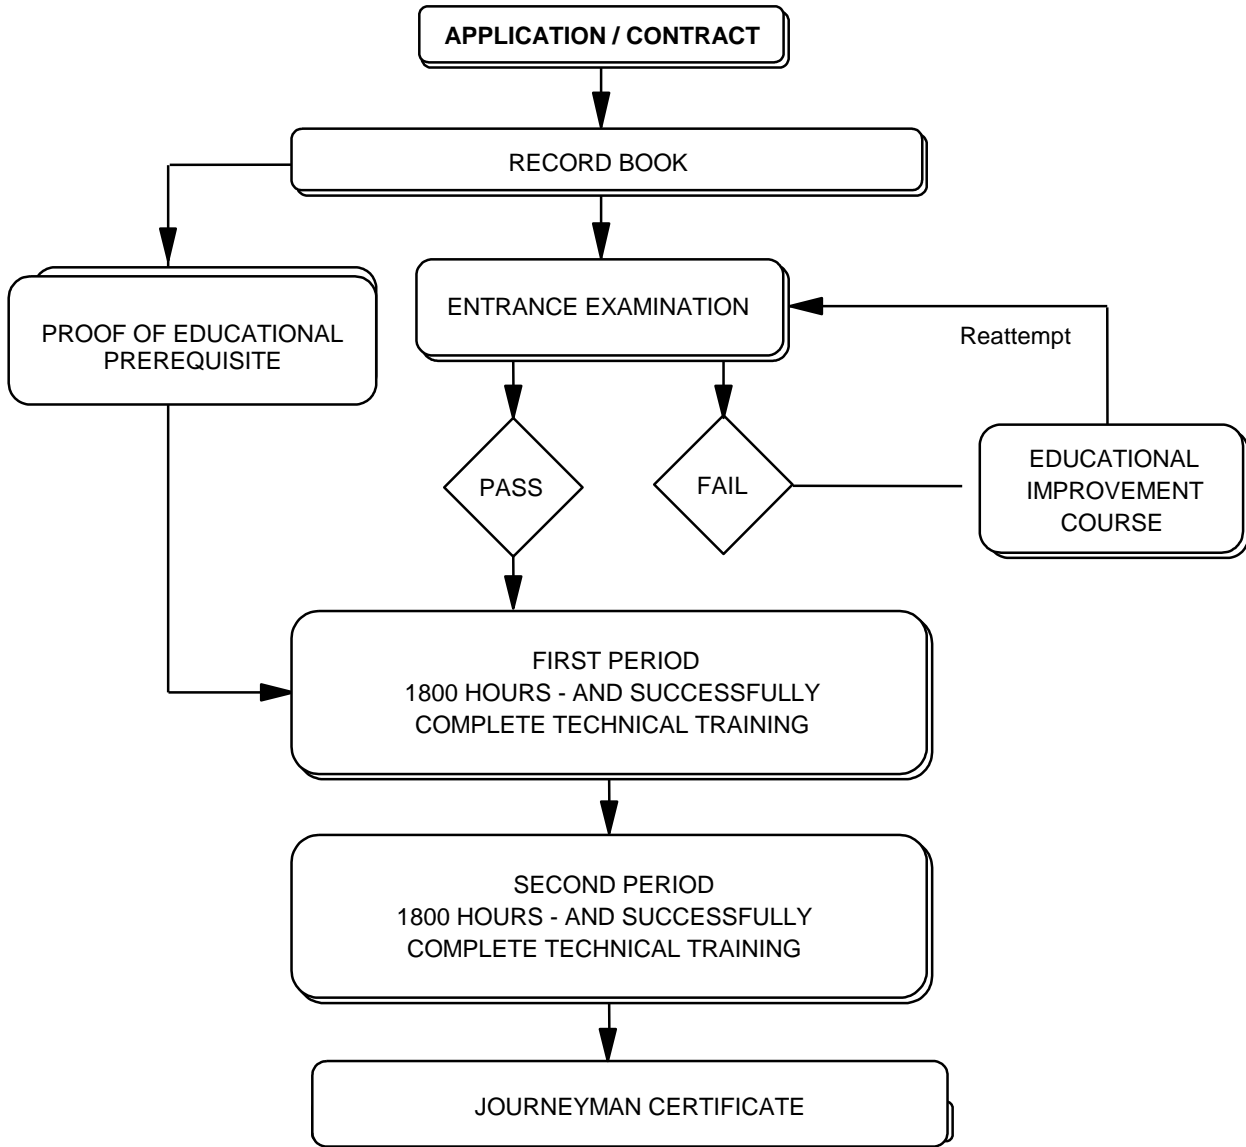 APPLICATION / CONTRACT
RECORD BOOK
ENTRANCE EXAMINATION
PROOF OF EDUCATIONAL
PREREQUISITE
Reattempt
PASS
FAIL
EDUCATIONAL
IMPROVEMENT
COURSE
FIRST PERIOD
1800 HOURS - AND SUCCESSFULLY
COMPLETE TECHNICAL TRAINING
SECOND PERIOD
1800 HOURS - AND SUCCESSFULLY
COMPLETE TECHNICAL TRAINING
JOURNEYMAN CERTIFICATE